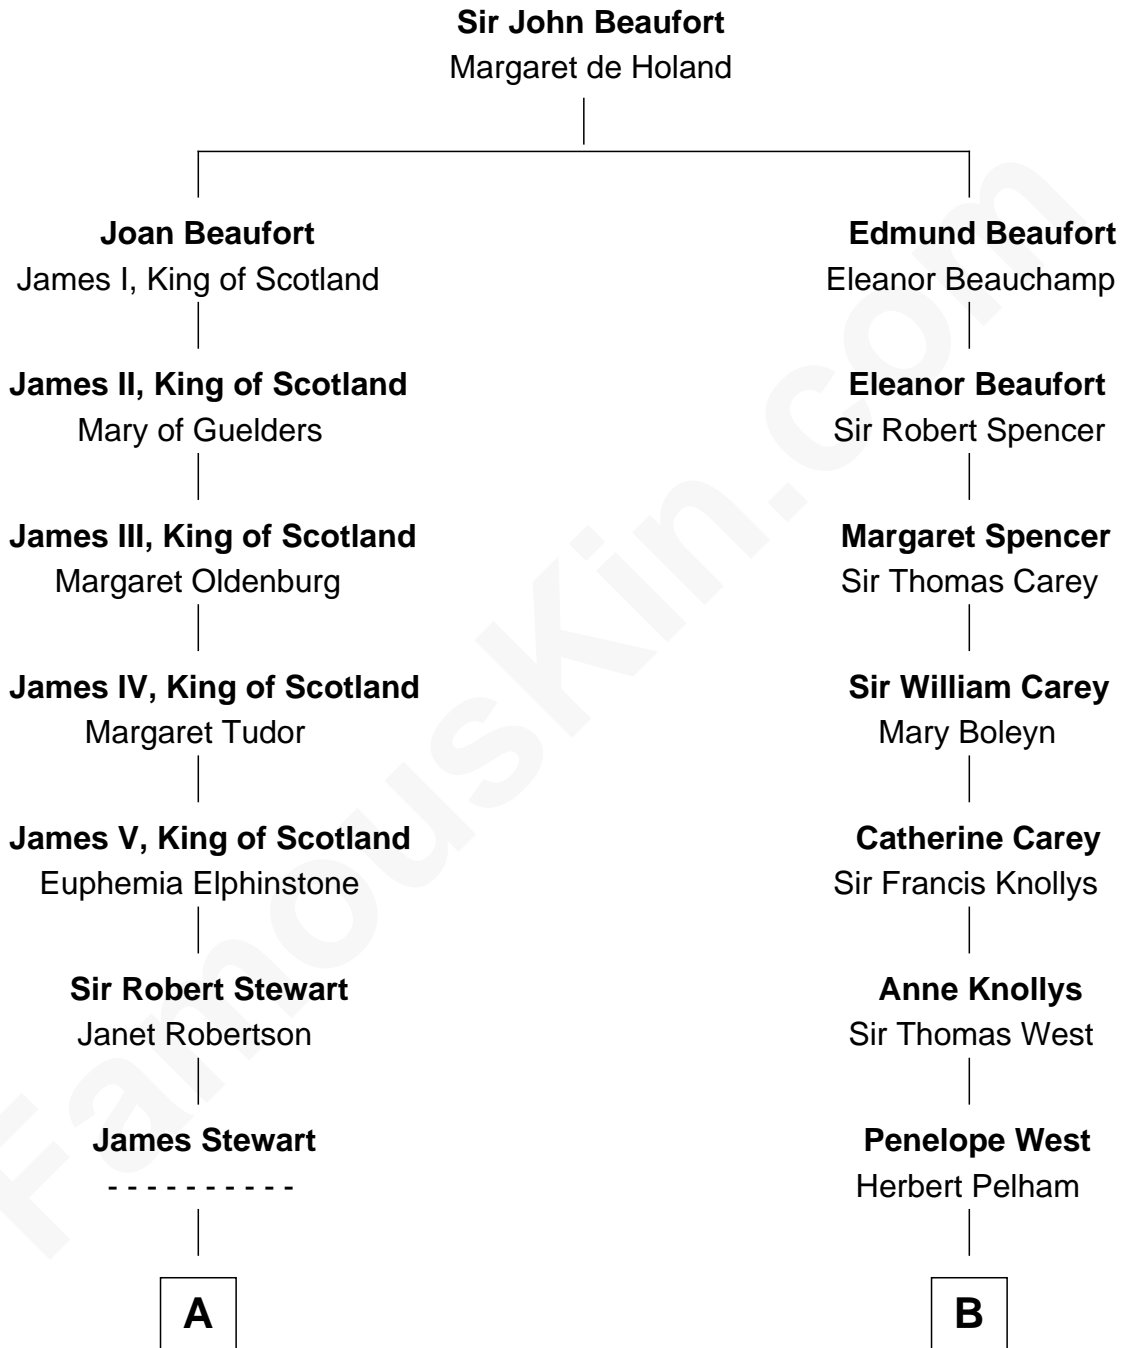 Sir John Beaufort
Margaret de Holand
Joan Beaufort
James I, King of Scotland
Edmund Beaufort
Eleanor Beauchamp
James II, King of Scotland
Mary of Guelders
Eleanor Beaufort
Sir Robert Spencer
James III, King of Scotland
Margaret Oldenburg
Margaret Spencer
Sir Thomas Carey
James IV, King of Scotland
Margaret Tudor
Sir William Carey
Mary Boleyn
James V, King of Scotland
Euphemia Elphinstone
Catherine Carey
Sir Francis Knollys
Sir Robert Stewart
Janet Robertson
Anne Knollys
Sir Thomas West
James Stewart
- - - - - - - - - -
Penelope West
Herbert Pelham
A
B
FamousKin.com